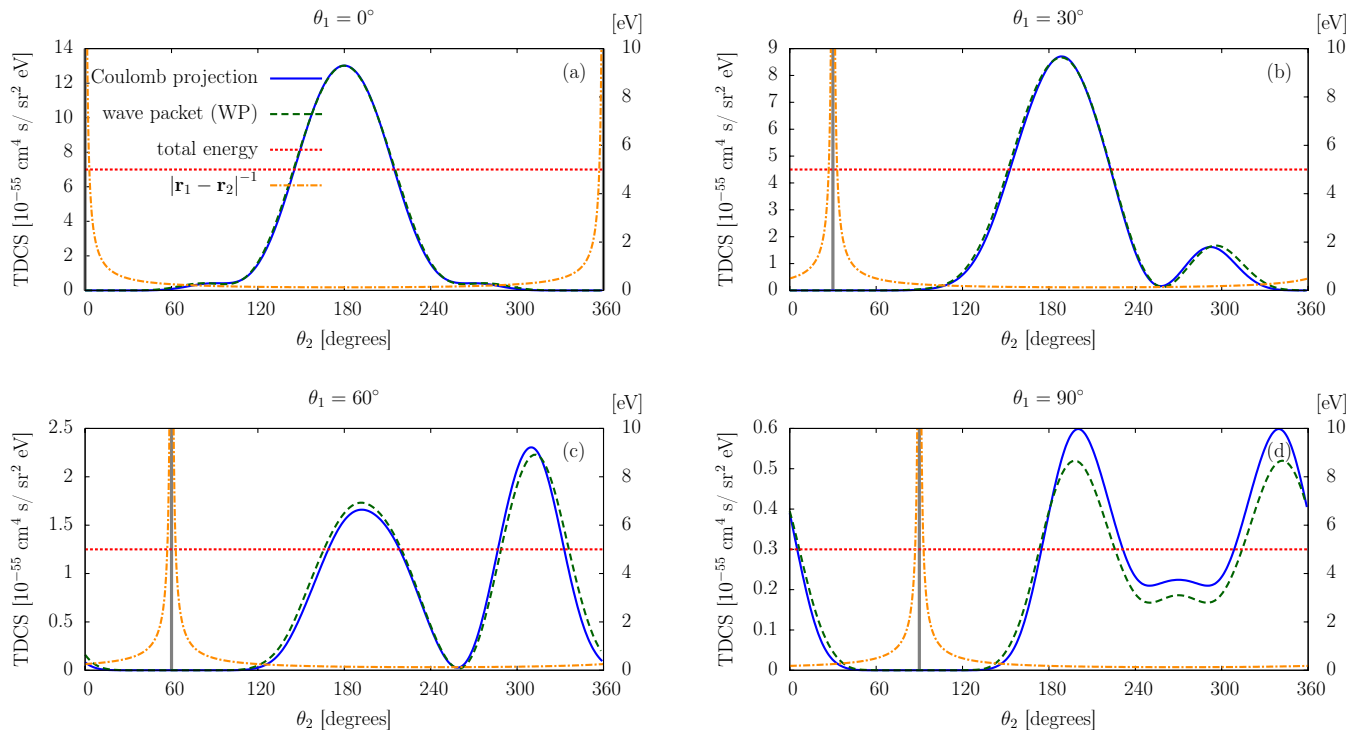 θ₁ = 0° [eV]
14 10
12 8
10
8 6
6 4
4
2 2
0 0
TDCS [10⁻⁵⁵ cm⁴ s/ sr² eV]
(a)
Coulomb projection
wave packet (WP)
total energy
|r₁ − r₂|⁻¹
0 60 120 180 240 300 360
θ₂ [degrees]
θ₁ = 30° [eV]
9 10
8
7 8
6
5 6
4 4
3
2 2
1
0 0
TDCS [10⁻⁵⁵ cm⁴ s/ sr² eV]
(b)
0 60 120 180 240 300 360
θ₂ [degrees]
θ₁ = 60° [eV]
2.5 10
2 8
1.5 6
1 4
0.5 2
0 0
TDCS [10⁻⁵⁵ cm⁴ s/ sr² eV]
(c)
0 60 120 180 240 300 360
θ₂ [degrees]
θ₁ = 90° [eV]
0.6 10
0.5 8
0.4 6
0.3
0.2 4
0.1 2
0 0
TDCS [10⁻⁵⁵ cm⁴ s/ sr² eV]
(d)
0 60 120 180 240 300 360
θ₂ [degrees]